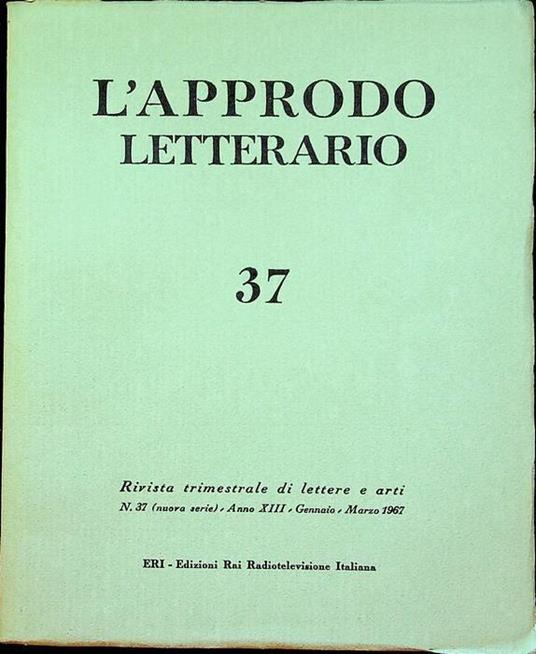 L'APPRODO
LETTERARIO
37
Rivista trimestrale di lettere e arti
N. 37 (nuova serie) - Anno XIII - Gennaio - Marzo 1967
ERI - Edizioni Rai Radiotelevisione Italiana